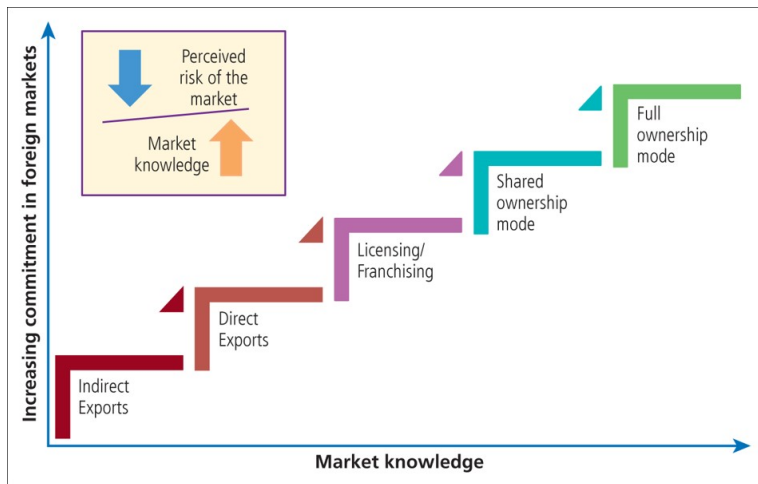 Increasing commitment in foreign markets
Perceived
risk of the
market
Market
knowledge
Full
ownership
mode
Shared
ownership
mode
Licensing/
Franchising
Direct
Exports
Indirect
Exports
Market knowledge